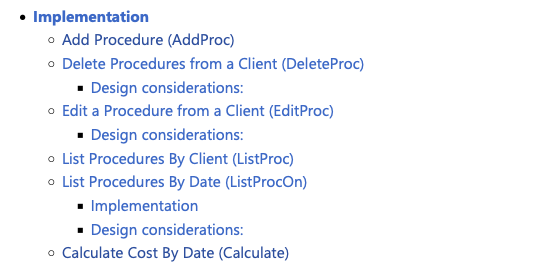 Implementation
Add Procedure (AddProc)
Delete Procedures from a Client (DeleteProc)
Design considerations:
Edit a Procedure from a Client (EditProc)
Design considerations:
List Procedures By Client (ListProc)
List Procedures By Date (ListProcOn)
Implementation
Design considerations:
Calculate Cost By Date (Calculate)